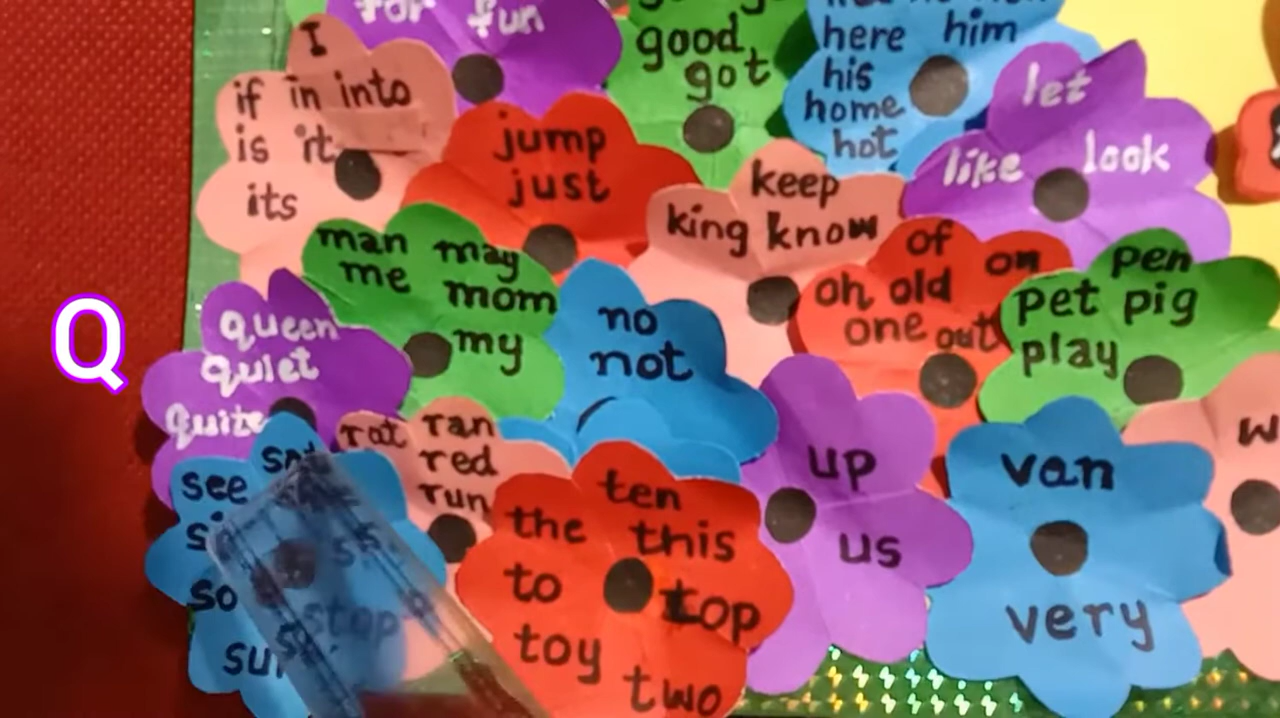 for fun
good
got
here him
his
home
hot
I
if in into
is it
its
jump
just
let
like look
keep
king know
man may
me mom
my
of on
oh old
one out
pen
pet pig
play
Q
queen
quiet
quite
no
not
rat ran
red
run
see
so
stop
ten
the this
to top
toy
two
up
us
van
very